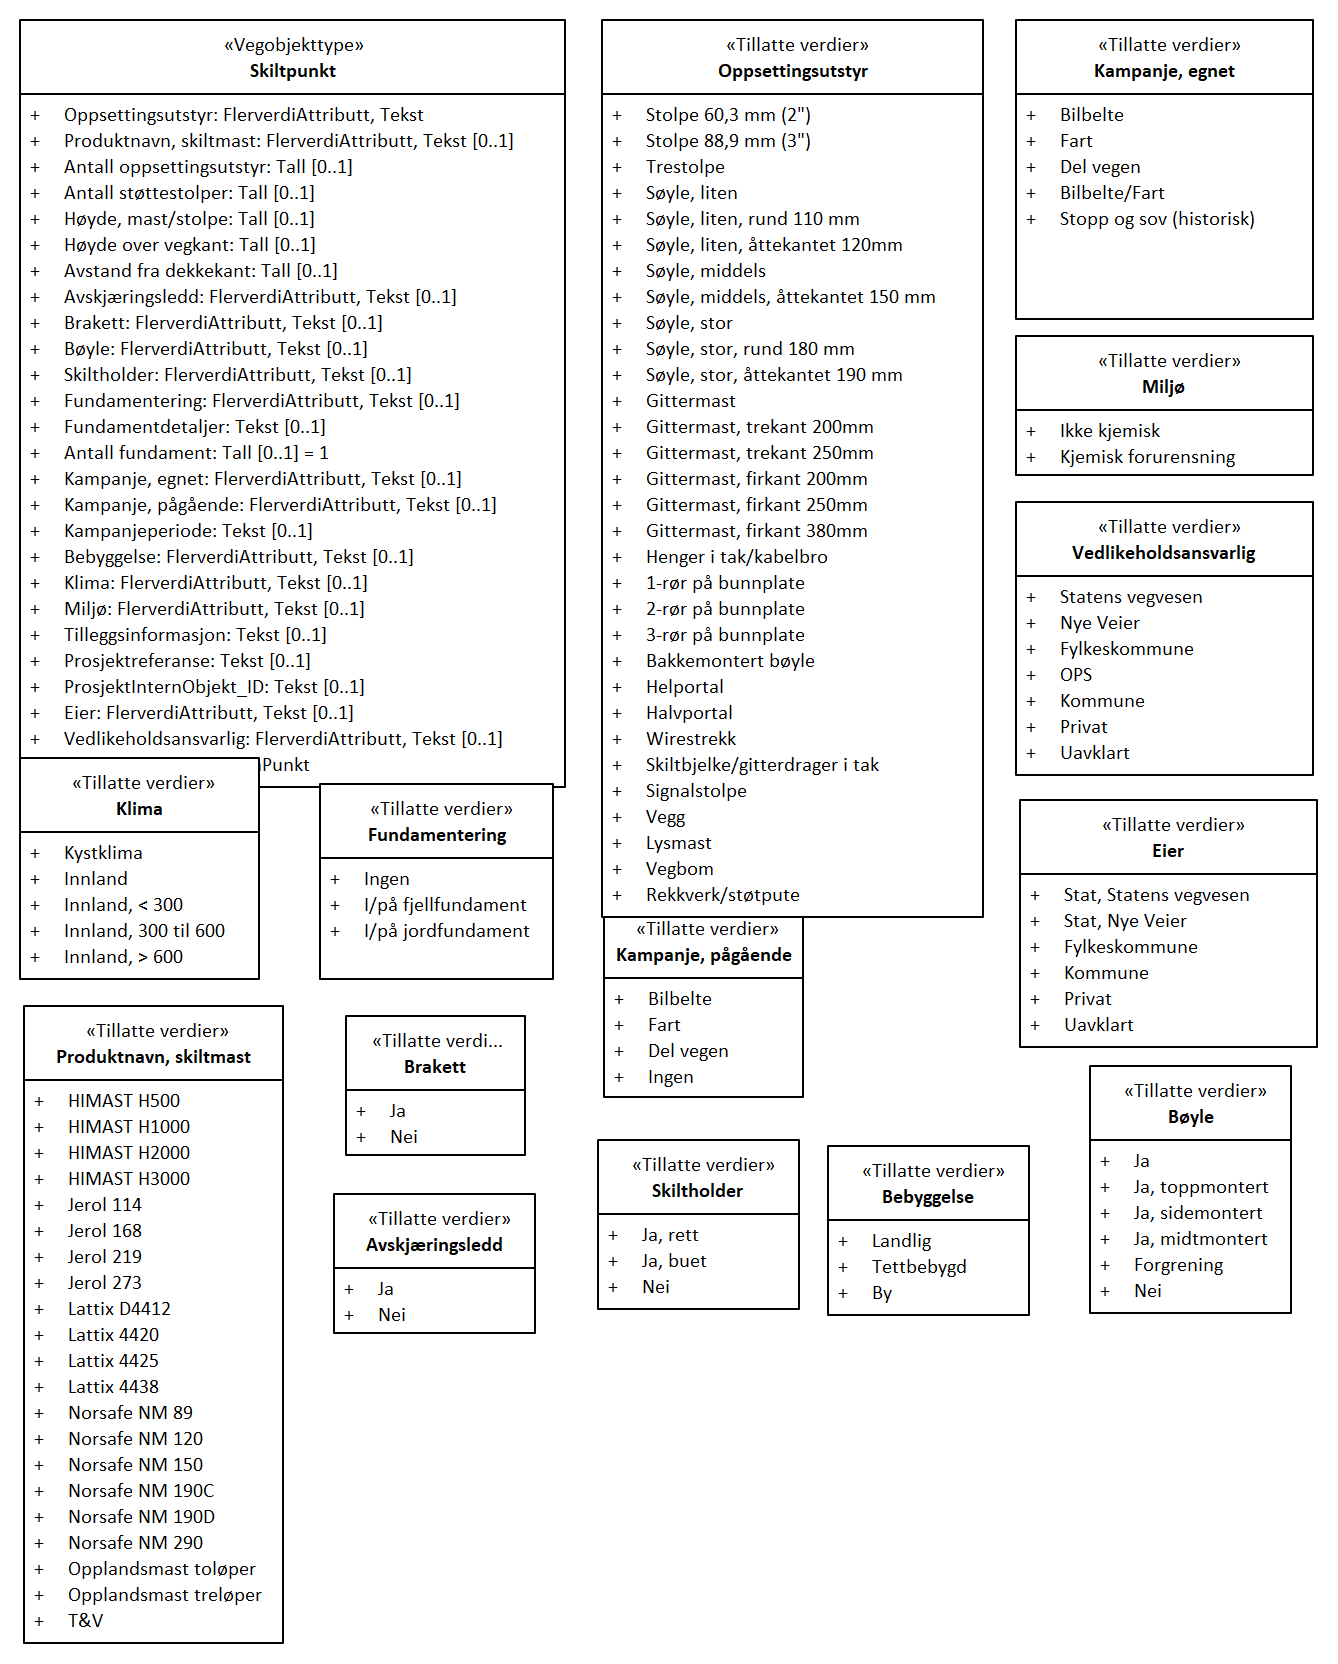 «Vegobjekttype»
Skiltpunkt
+ Oppsettingsutstyr: FlerverdiAttributt, Tekst
+ Produktnavn, skiltmast: FlerverdiAttributt, Tekst [0..1]
+ Antall oppsettingsutstyr: Tall [0..1]
+ Antall støttestolper: Tall [0..1]
+ Høyde, mast/stolpe: Tall [0..1]
+ Høyde over vegkant: Tall [0..1]
+ Avstand fra dekkekant: Tall [0..1]
+ Avskjæringsledd: FlerverdiAttributt, Tekst [0..1]
+ Brakett: FlerverdiAttributt, Tekst [0..1]
+ Bøyle: FlerverdiAttributt, Tekst [0..1]
+ Skiltholder: FlerverdiAttributt, Tekst [0..1]
+ Fundamentering: FlerverdiAttributt, Tekst [0..1]
+ Fundamentdetaljer: Tekst [0..1]
+ Antall fundament: Tall [0..1] = 1
+ Kampanje, egnet: FlerverdiAttributt, Tekst [0..1]
+ Kampanje, pågående: FlerverdiAttributt, Tekst [0..1]
+ Kampanjeperiode: Tekst [0..1]
+ Bebyggelse: FlerverdiAttributt, Tekst [0..1]
+ Klima: FlerverdiAttributt, Tekst [0..1]
+ Miljø: FlerverdiAttributt, Tekst [0..1]
+ Tilleggsinformasjon: Tekst [0..1]
+ Prosjektreferanse: Tekst [0..1]
+ ProsjektInternObjekt_ID: Tekst [0..1]
+ Eier: FlerverdiAttributt, Tekst [0..1]
+ Vedlikeholdsansvarlig: FlerverdiAttributt, Tekst [0..1]
Punkt
«Tillatte verdier»
Oppsettingsutstyr
+ Stolpe 60,3 mm (2")
+ Stolpe 88,9 mm (3")
+ Trestolpe
+ Søyle, liten
+ Søyle, liten, rund 110 mm
+ Søyle, liten, åttekantet 120mm
+ Søyle, middels
+ Søyle, middels, åttekantet 150 mm
+ Søyle, stor
+ Søyle, stor, rund 180 mm
+ Søyle, stor, åttekantet 190 mm
+ Gittermast
+ Gittermast, trekant 200mm
+ Gittermast, trekant 250mm
+ Gittermast, firkant 200mm
+ Gittermast, firkant 250mm
+ Gittermast, firkant 380mm
+ Henger i tak/kabelbro
+ 1-rør på bunnplate
+ 2-rør på bunnplate
+ 3-rør på bunnplate
+ Bakkemontert bøyle
+ Helportal
+ Halvportal
+ Wirestrekk
+ Skiltbjelke/gitterdrager i tak
+ Signalstolpe
+ Vegg
+ Lysmast
+ Vegbom
+ Rekkverk/støtpute
«Tillatte verdier»
Kampanje, egnet
+ Bilbelte
+ Fart
+ Del vegen
+ Bilbelte/Fart
+ Stopp og sov (historisk)
«Tillatte verdier»
Miljø
+ Ikke kjemisk
+ Kjemisk forurensning
«Tillatte verdier»
Vedlikeholdsansvarlig
+ Statens vegvesen
+ Nye Veier
+ Fylkeskommune
+ OPS
+ Kommune
+ Privat
+ Uavklart
«Tillatte verdier»
Klima
+ Kystklima
+ Innland
+ Innland, < 300
+ Innland, 300 til 600
+ Innland, > 600
«Tillatte verdier»
Fundamentering
+ Ingen
+ I/på fjellfundament
+ I/på jordfundament
«Tillatte verdier»
Eier
+ Stat, Statens vegvesen
+ Stat, Nye Veier
+ Fylkeskommune
+ Kommune
+ Privat
+ Uavklart
«Tillatte verdier»
Kampanje, pågående
+ Bilbelte
+ Fart
+ Del vegen
+ Ingen
«Tillatte verdier»
Produktnavn, skiltmast
+ HIMAST H500
+ HIMAST H1000
+ HIMAST H2000
+ HIMAST H3000
+ Jerol 114
+ Jerol 168
+ Jerol 219
+ Jerol 273
+ Lattix D4412
+ Lattix 4420
+ Lattix 4425
+ Lattix 4438
+ Norsafe NM 89
+ Norsafe NM 120
+ Norsafe NM 150
+ Norsafe NM 190C
+ Norsafe NM 190D
+ Norsafe NM 290
+ Opplandsmast toløper
+ Opplandsmast treløper
+ T&V
«Tillatte verdi...
Brakett
+ Ja
+ Nei
«Tillatte verdier»
Avskjæringsledd
+ Ja
+ Nei
«Tillatte verdier»
Skiltholder
+ Ja, rett
+ Ja, buet
+ Nei
«Tillatte verdier»
Bebyggelse
+ Landlig
+ Tettbebygd
+ By
«Tillatte verdier»
Bøyle
+ Ja
+ Ja, toppmontert
+ Ja, sidemontert
+ Ja, midtmontert
+ Forgrening
+ Nei